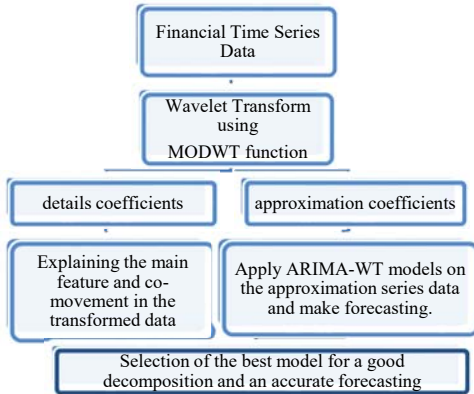 Financial Time Series
Data
Wavelet Transform
using
MODWT function
details coefficients
approximation coefficients
Explaining the main
feature and co-
movement in the
transformed data
Apply ARIMA-WT models on
the approximation series data
and make forecasting.
Selection of the best model for a good
decomposition and an accurate forecasting